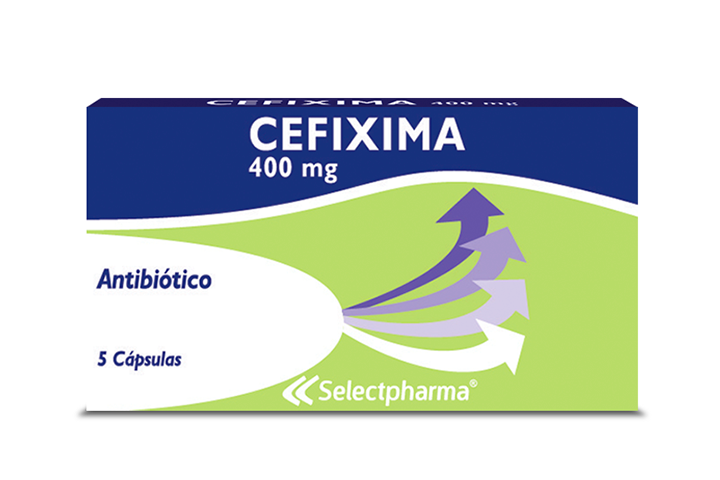 CEFIXIMA 400 mg
CEFIXIMA
400 mg
Antibiótico
5 Cápsulas
Selectpharma®